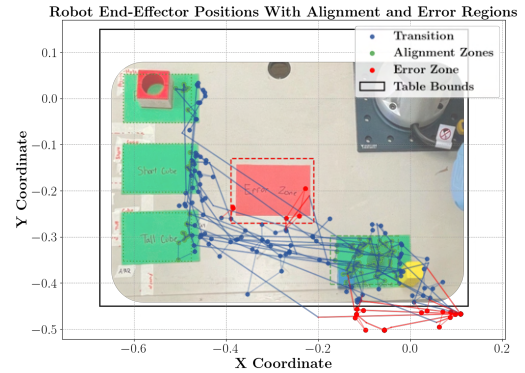 Robot End-Effector Positions With Alignment and Error Regions
Transition
Alignment Zones
Error Zone
Table Bounds
Y Coordinate
0.1
0.0
−0.1
−0.2
−0.3
−0.4
−0.5
Short Cube
Error Zone
Tall Cube
−0.6
−0.4
−0.2
0.0
0.2
X Coordinate